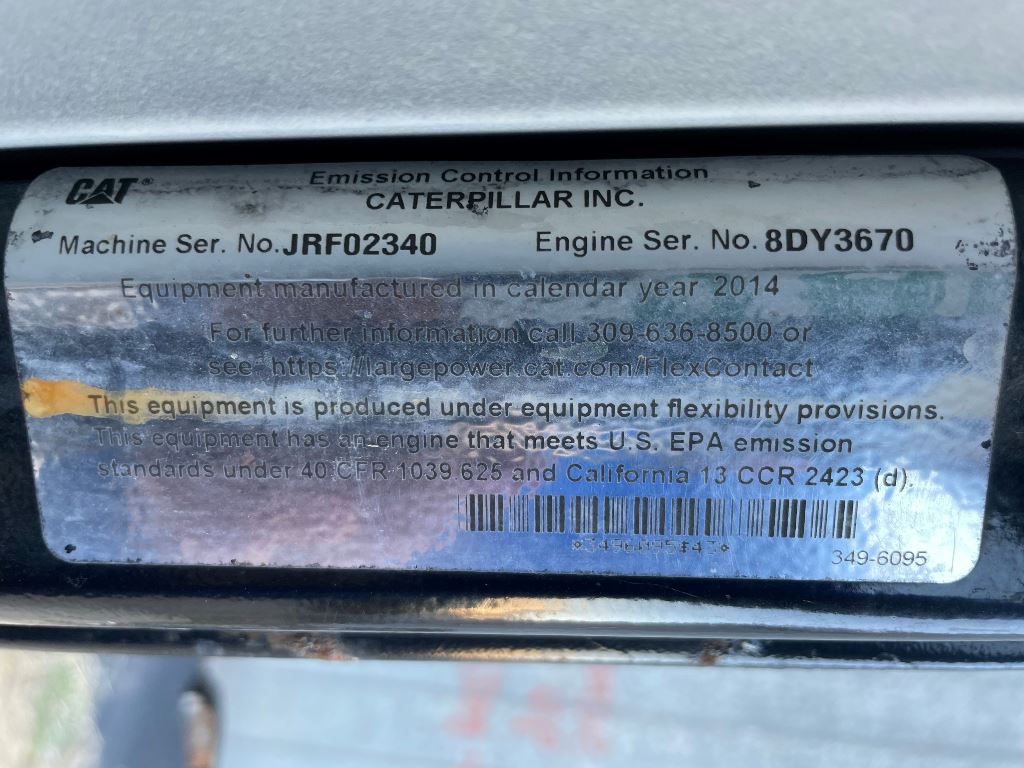 CAT®
Emission Control Information
CATERPILLAR INC.
Machine Ser. No. JRF02340 Engine Ser. No. 8DY3670
Equipment manufactured in calendar year 2014
For further information call 309-636-8500 or
see https://largepower.cat.com/FlexContact
This equipment is produced under equipment flexibility provisions.
This equipment has an engine that meets U.S. EPA emission
standards under 40 CFR 1039.625 and California 13 CCR 2423 (d).
349-6095